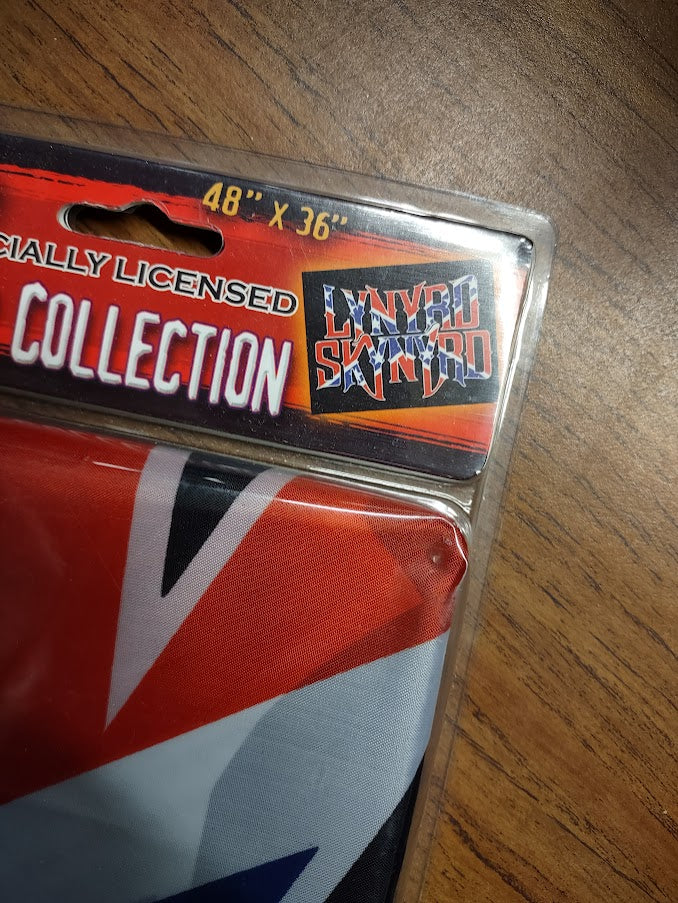 48" X 36"
CIALLY LICENSED
COLLECTION
LYNYRD
SKYNYRD